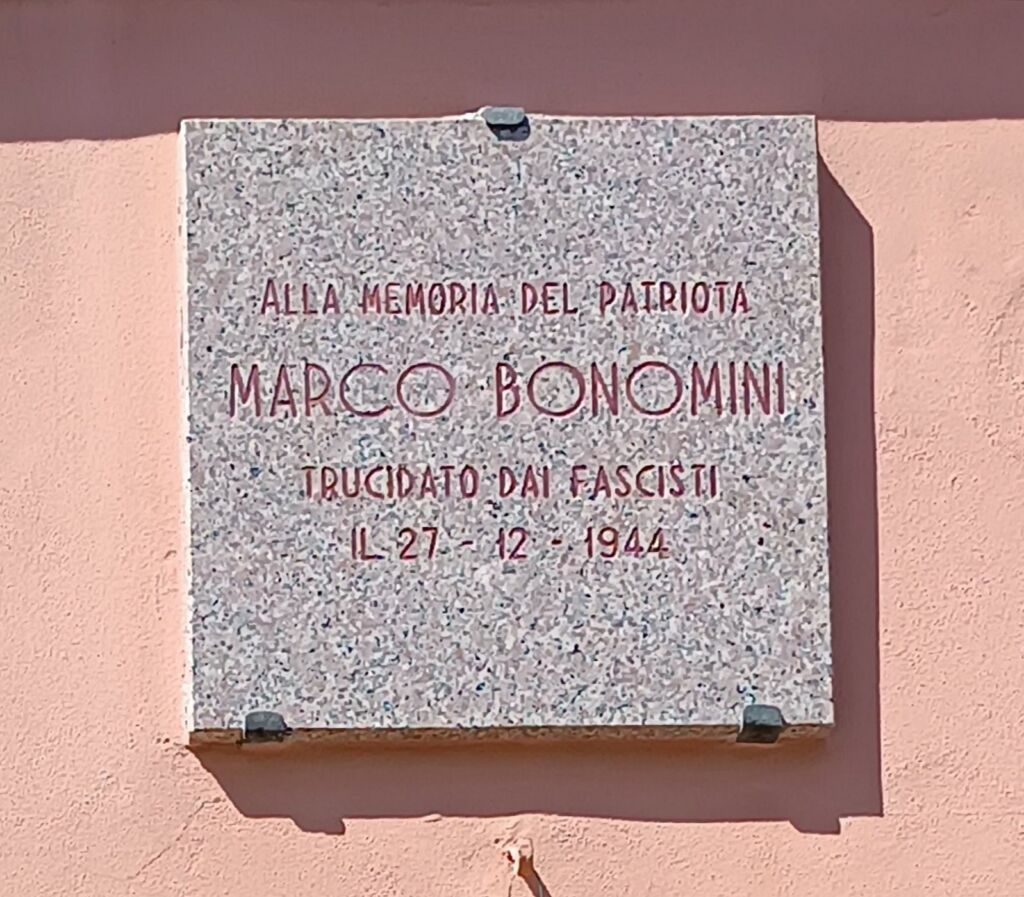 ALLA MEMORIA DEL PATRIOTA
MARCO BONOMINI
TRUCIDATO DAI FASCISTI
IL 27 - 12 - 1944